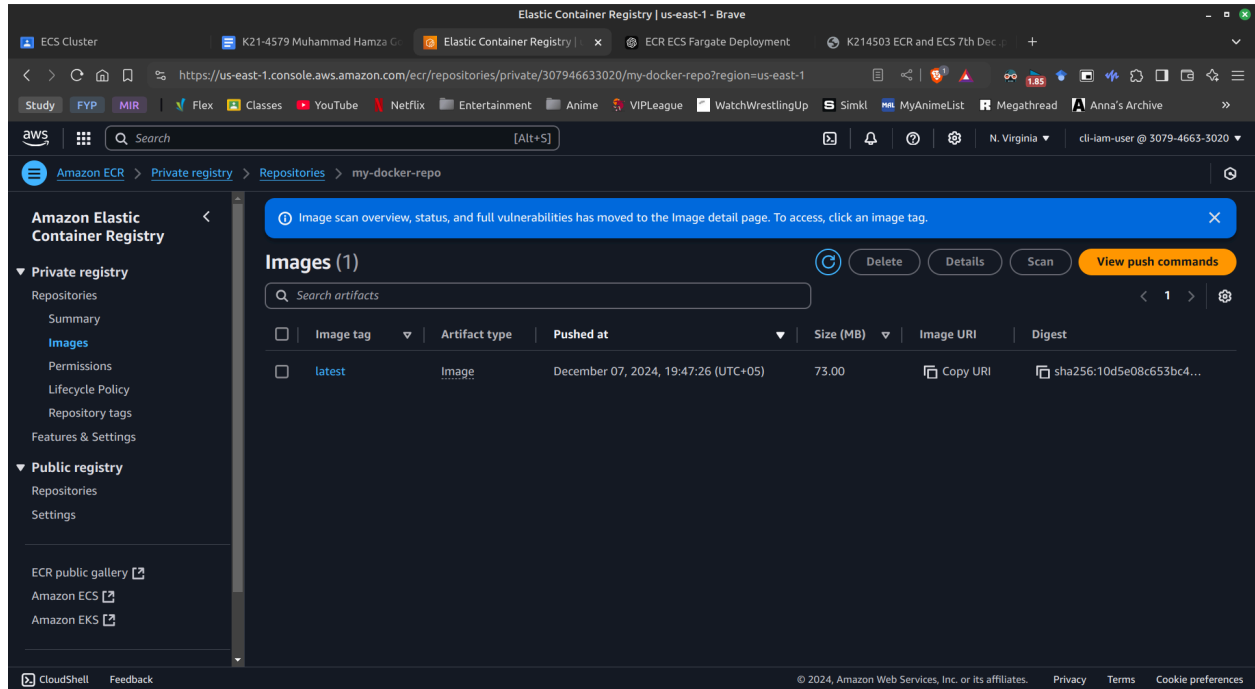 Elastic Container Registry | us-east-1 - Brave
ECS Cluster
K21-4579 Muhammad Hamza Go
Elastic Container Registry |
ECR ECS Fargate Deployment
K214503 ECR and ECS 7th Dec .p
https://us-east-1.console.aws.amazon.com/ecr/repositories/private/307946633020/my-docker-repo?region=us-east-1
1
1.85
Study FYP MIR Flex Classes YouTube Netflix Entertainment Anime VIPLeague WatchWrestlingUp Simkl MyAnimeList Megathread Anna's Archive »
aws Search [Alt+S] N. Virginia cli-iam-user @ 3079-4663-3020
Amazon ECR > Private registry > Repositories > my-docker-repo
Amazon Elastic
Container Registry
Private registry
Repositories
Summary
Images
Permissions
Lifecycle Policy
Repository tags
Features & Settings
Public registry
Repositories
Settings
ECR public gallery
Amazon ECS
Amazon EKS
Image scan overview, status, and full vulnerabilities has moved to the Image detail page. To access, click an image tag.
Images (1)
Delete Details Scan View push commands
Search artifacts
1
Image tag Artifact type Pushed at Size (MB) Image URI Digest
latest Image December 07, 2024, 19:47:26 (UTC+05) 73.00 Copy URI sha256:10d5e08c653bc4...
CloudShell Feedback © 2024, Amazon Web Services, Inc. or its affiliates. Privacy Terms Cookie preferences